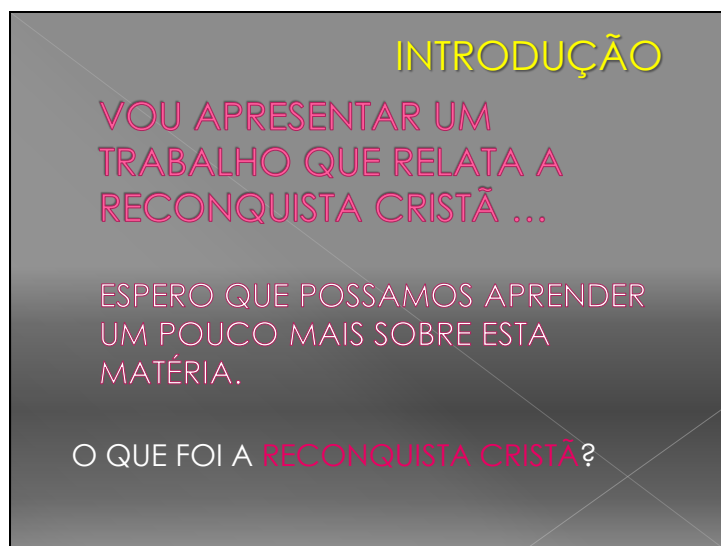 INTRODUÇÃO
VOU APRESENTAR UM
TRABALHO QUE RELATA A
RECONQUISTA CRISTÃ ...
ESPERO QUE POSSAMOS APRENDER
UM POUCO MAIS SOBRE ESTA
MATÉRIA.
O QUE FOI A RECONQUISTA CRISTÃ?